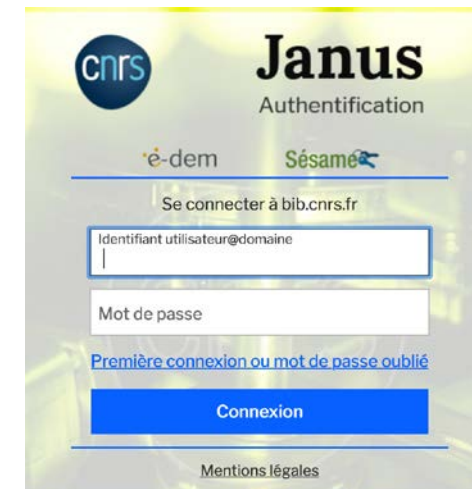 cnrs
Janus
Authentification
é-dem
Sésame
Se connecter à bib.cnrs.fr
Identifiant utilisateur@domaine
Mot de passe
Première connexion ou mot de passe oublié
Connexion
Mentions légales